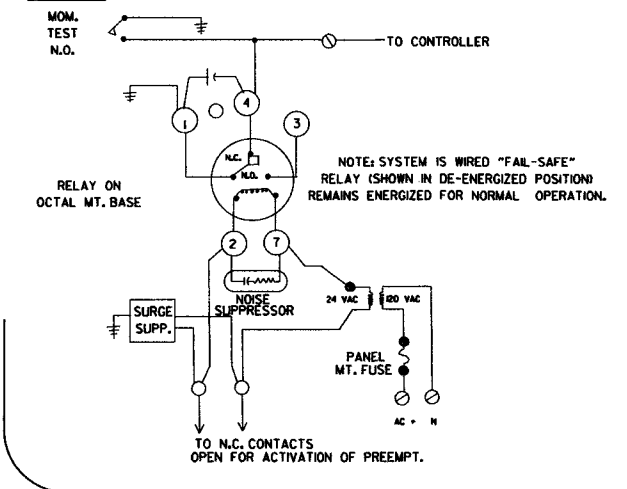 MOM.
TEST
N.O.
TO CONTROLLER
1
4
3
N.C.
N.O.
RELAY ON
OCTAL MT. BASE
NOTE: SYSTEM IS WIRED "FAIL-SAFE"
RELAY (SHOWN IN DE-ENERGIZED POSITION)
REMAINS ENERGIZED FOR NORMAL OPERATION.
2
7
NOISE
SUPPRESSOR
24 VAC
120 VAC
SURGE
SUPP.
PANEL
MT. FUSE
AC +
N
TO N.C. CONTACTS
OPEN FOR ACTIVATION OF PREEMPT.